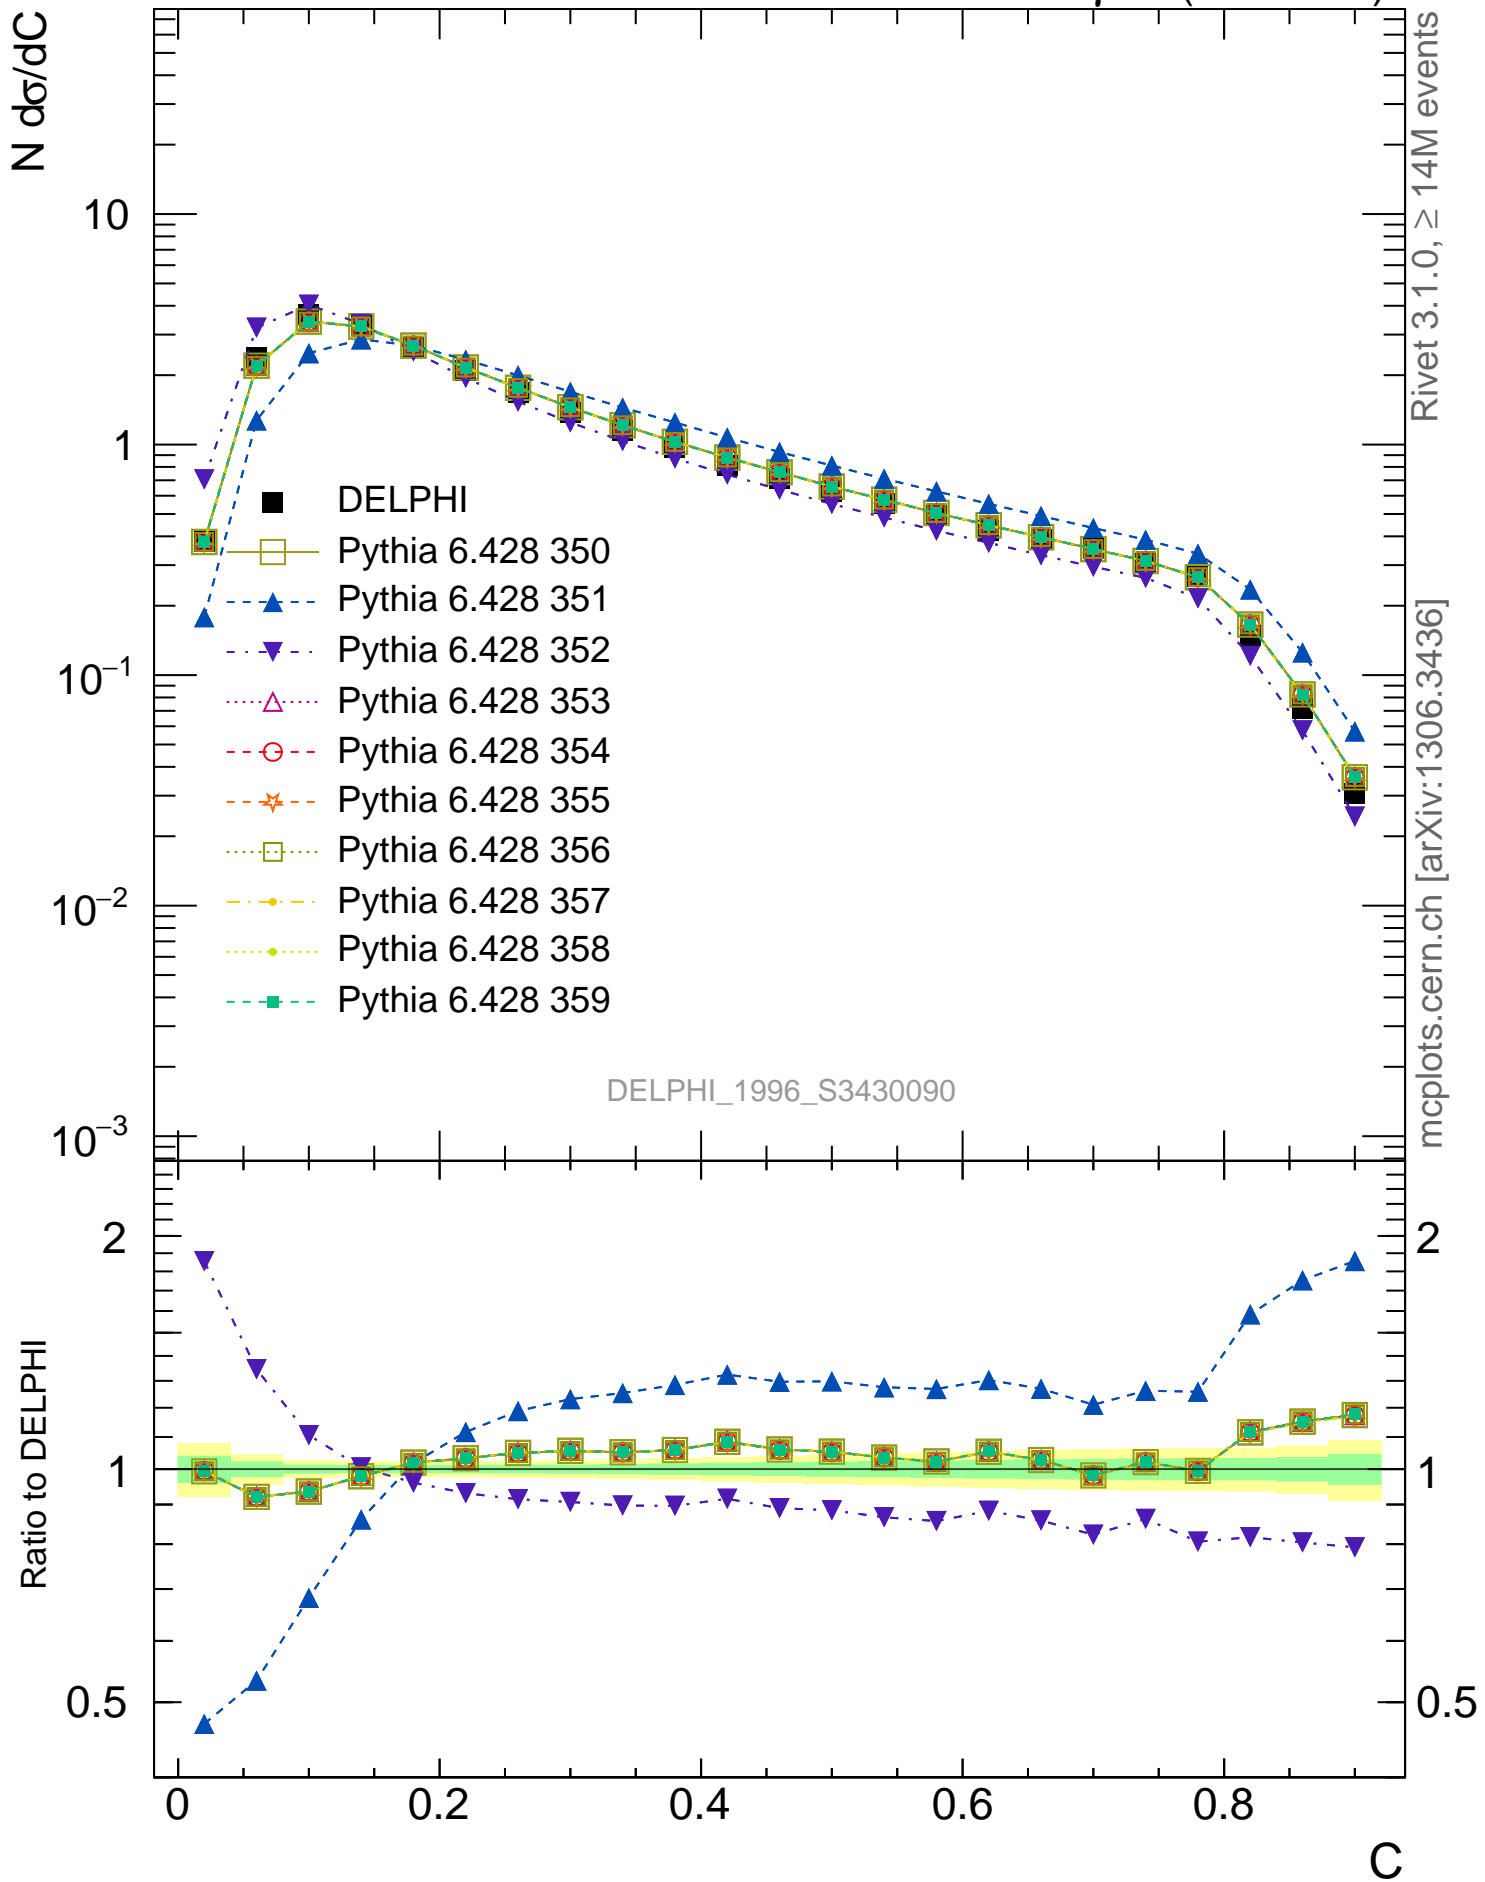 N dσ/dC
10
1
10⁻¹
10⁻²
10⁻³
DELPHI
Pythia 6.428 350
Pythia 6.428 351
Pythia 6.428 352
Pythia 6.428 353
Pythia 6.428 354
Pythia 6.428 355
Pythia 6.428 356
Pythia 6.428 357
Pythia 6.428 358
Pythia 6.428 359
DELPHI_1996_S3430090
Rivet 3.1.0, ≥ 14M events
mcplots.cern.ch [arXiv:1306.3436]
Ratio to DELPHI
2
1
0.5
2
1
0.5
0
0.2
0.4
0.6
0.8
C